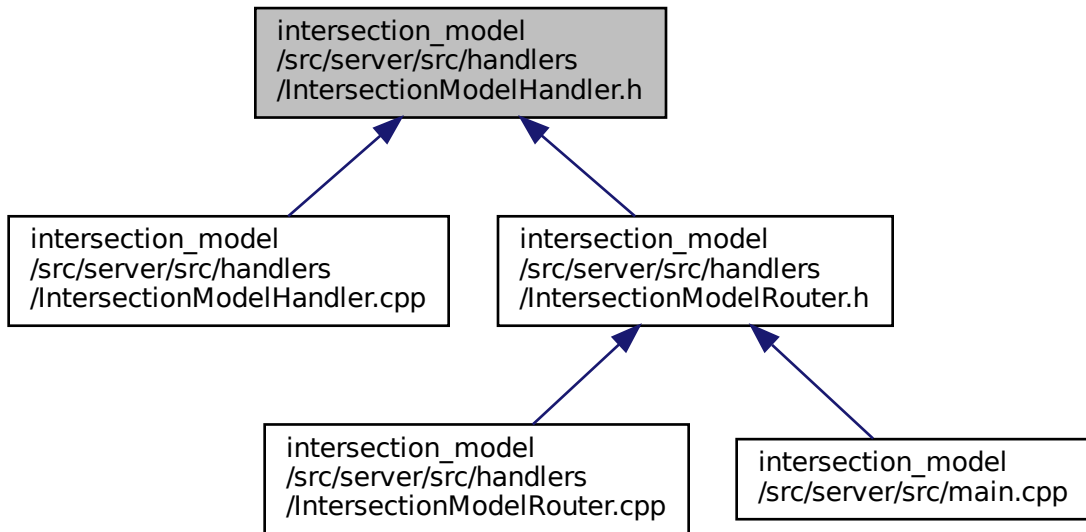 intersection_model
/src/server/src/handlers
/IntersectionModelHandler.h
intersection_model
/src/server/src/handlers
/IntersectionModelHandler.cpp
intersection_model
/src/server/src/handlers
/IntersectionModelRouter.h
intersection_model
/src/server/src/handlers
/IntersectionModelRouter.cpp
intersection_model
/src/server/src/main.cpp